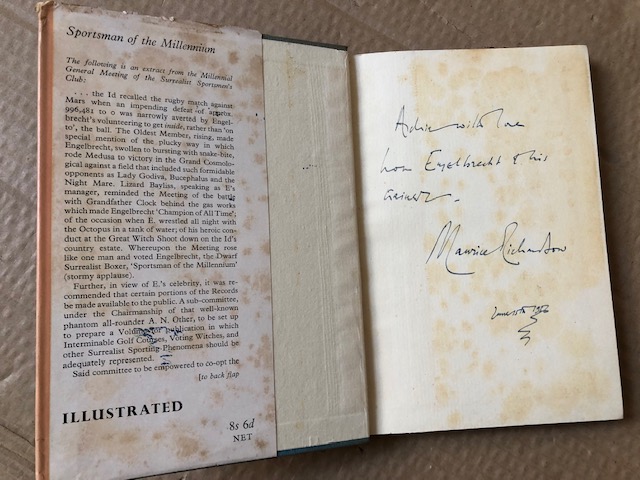 Sportsman of the Millennium
The following is an extract from the Millennial
General Meeting of the Surrealist Sportsmen's
Club:
. . . the Id recalled the rugby match against
Mars when an impending defeat of approx.
996,481 to 0 was narrowly averted by Engel-
brecht's volunteering to get inside, rather than 'on
to', the ball. The Oldest Member, rising, made
special mention of the plucky way in which
Engelbrecht, swollen to bursting with snake-bite,
rode Medusa to victory in the Grand Cosmolo-
gical against a field that included such formidable
opponents as Lady Godiva, Bucephalus and the
Night Mare. Lizard Bayliss, speaking as E's
manager, reminded the Meeting of the battle
with Grandfather Clock behind the gas works
which made Engelbrecht 'Champion of All Time';
of the occasion when E. wrestled all night with
the Octopus in a tank of water; of his heroic con-
duct at the Great Witch Shoot down on the Id's
country estate. Whereupon the Meeting rose
like one man and voted Engelbrecht, the Dwarf
Surrealist Boxer, 'Sportsman of the Millennium'
(stormy applause).
Further, in view of E.'s celebrity, it was re-
commended that certain portions of the Records
be made available to the public. A sub-committee,
under the Chairmanship of that well-known
phantom all-rounder A. N. Other, to be set up
to prepare a Volume for publication in which
Interminable Golf Courses, Voting Witches, and
other Surrealist Sporting Phenomena should be
adequately represented.
Said committee to be empowered to co-opt the
[to back flap
ILLUSTRATED
8s 6d
NET
with love
from Engelbrecht & his
Maurice Richardson